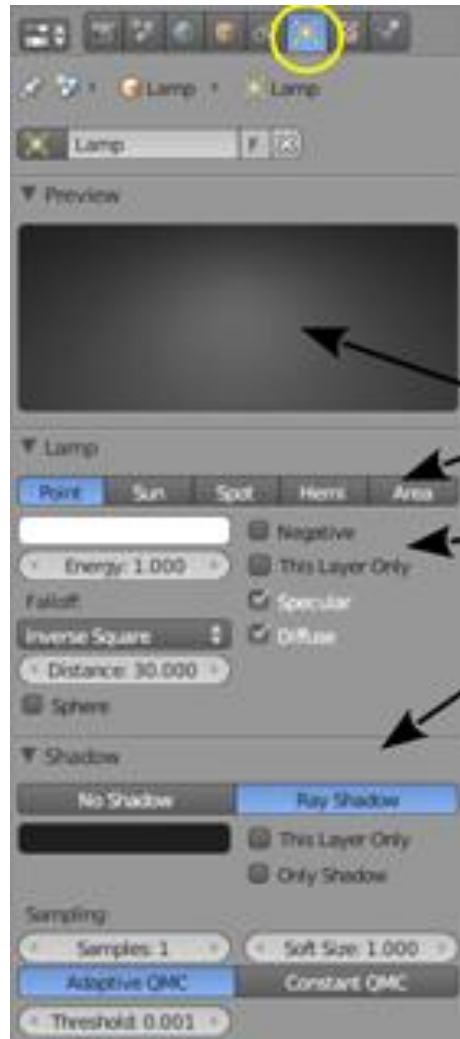 Lamp Lamp
Lamp F
Preview
Lamp
Point Sun Spot Hemi Area
Negative
Energy: 1.000 This Layer Only
Falloff: Specular
Inverse Square Diffuse
Distance: 30.000
Sphere
Shadow
No Shadow Ray Shadow
This Layer Only
Only Shadow
Sampling:
Samples: 1 Soft Size: 1.000
Adaptive QMC Constant QMC
Threshold: 0.001